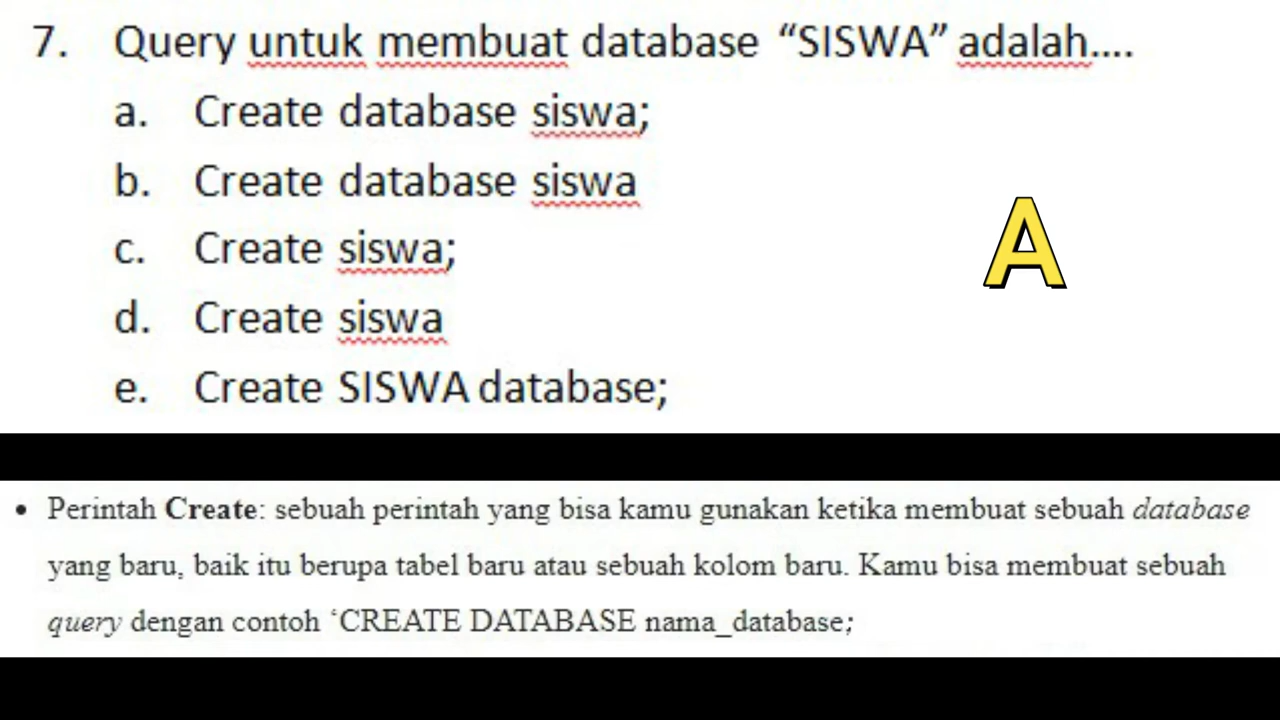 7. Query untuk membuat database “SISWA” adalah....
a. Create database siswa;
b. Create database siswa
A
c. Create siswa;
d. Create siswa
e. Create SISWA database;
• Perintah Create: sebuah perintah yang bisa kamu gunakan ketika membuat sebuah database
yang baru, baik itu berupa tabel baru atau sebuah kolom baru. Kamu bisa membuat sebuah
query dengan contoh ‘CREATE DATABASE nama_database;